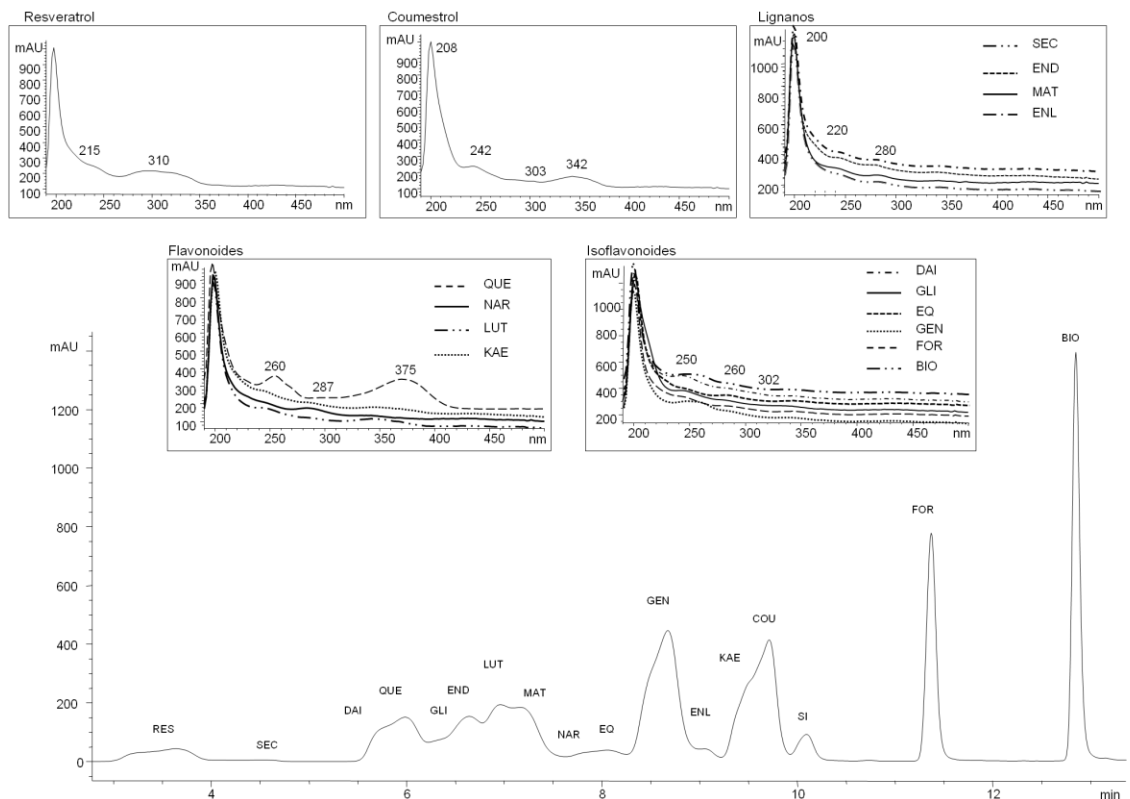 Resveratrol
mAU
900
800
700
600
500
400
300
200
100
215
310
200 250 300 350 400 450 nm
Coumestrol
mAU
900
800
700
600
500
400
300
200
100
208
242
303
342
200 250 300 350 400 450 nm
Lignanos
mAU
1000
800
600
400
200
200
220
280
SEC
END
MAT
ENL
200 250 300 350 400 450 nm
Flavonoides
mAU
900
800
700
600
500
400
300
200
100
260
287
375
QUE
NAR
LUT
KAE
200 250 300 350 400 450 nm
Isoflavonoides
mAU
1000
800
600
400
200
250
260
302
DAI
GLI
EQ
GEN
FOR
BIO
200 250 300 350 400 450 nm
mAU
1200
1000
800
600
400
200
0
RES
SEC
DAI
QUE
GLI
END
LUT
MAT
NAR
EQ
GEN
ENL
KAE
COU
SI
FOR
BIO
4 6 8 10 12 min